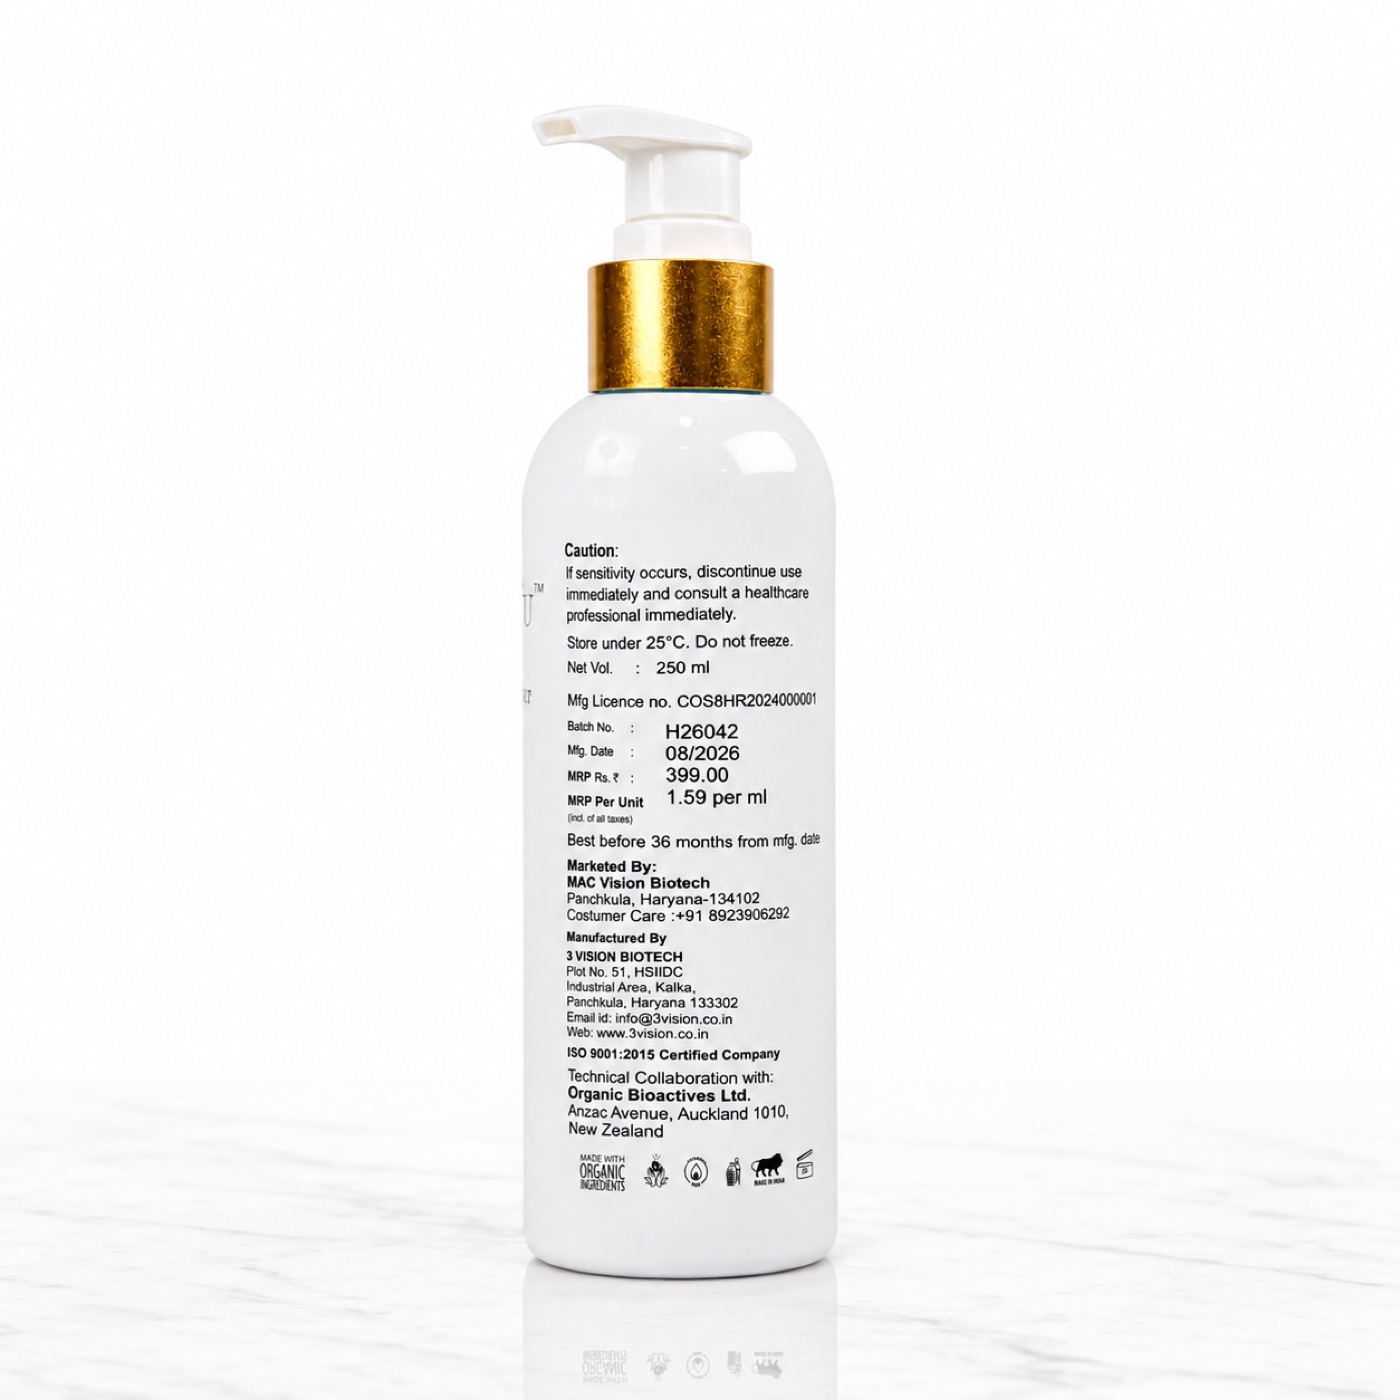 TM
U
Caution:
If sensitivity occurs, discontinue use
immediately and consult a healthcare
professional immediately.
Store under 25°C. Do not freeze.
Net Vol. : 250 ml
Mfg Licence no. COS8HR2024000001
Batch No. : H26042
Mfg. Date : 08/2026
MRP Rs. ₹ : 399.00
MRP Per Unit 1.59 per ml
(incl. of all taxes)
Best before 36 months from mfg. date
Marketed By:
MAC Vision Biotech
Panchkula, Haryana-134102
Costumer Care :+91 8923906292
Manufactured By
3 VISION BIOTECH
Plot No. 51, HSIIDC
Industrial Area, Kalka,
Panchkula, Haryana 133302
Email id: info@3vision.co.in
Web: www.3vision.co.in
ISO 9001:2015 Certified Company
Technical Collaboration with:
Organic Bioactives Ltd.
Anzac Avenue, Auckland 1010,
New Zealand
MADE WITH
ORGANIC
INGREDIENTS
MAKE IN INDIA